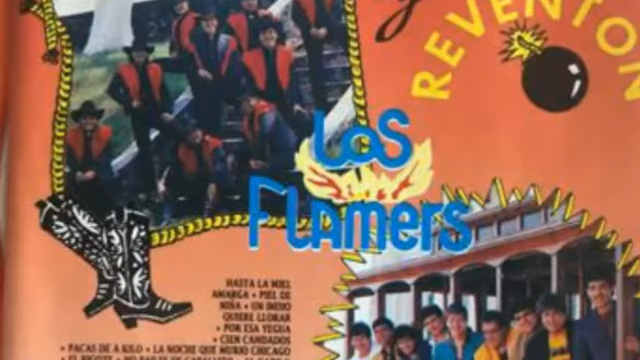 REVENTON
LOS
FLAMERS
HASTA LA MIEL
AMARGA • PIEL DE
NIÑA • UN INDIO
QUIERE LLORAR
• POR ESA YEGUA
• CIEN CANDADOS
• PACAS DE A KILO • LA NOCHE QUE MURIO CHICAGO